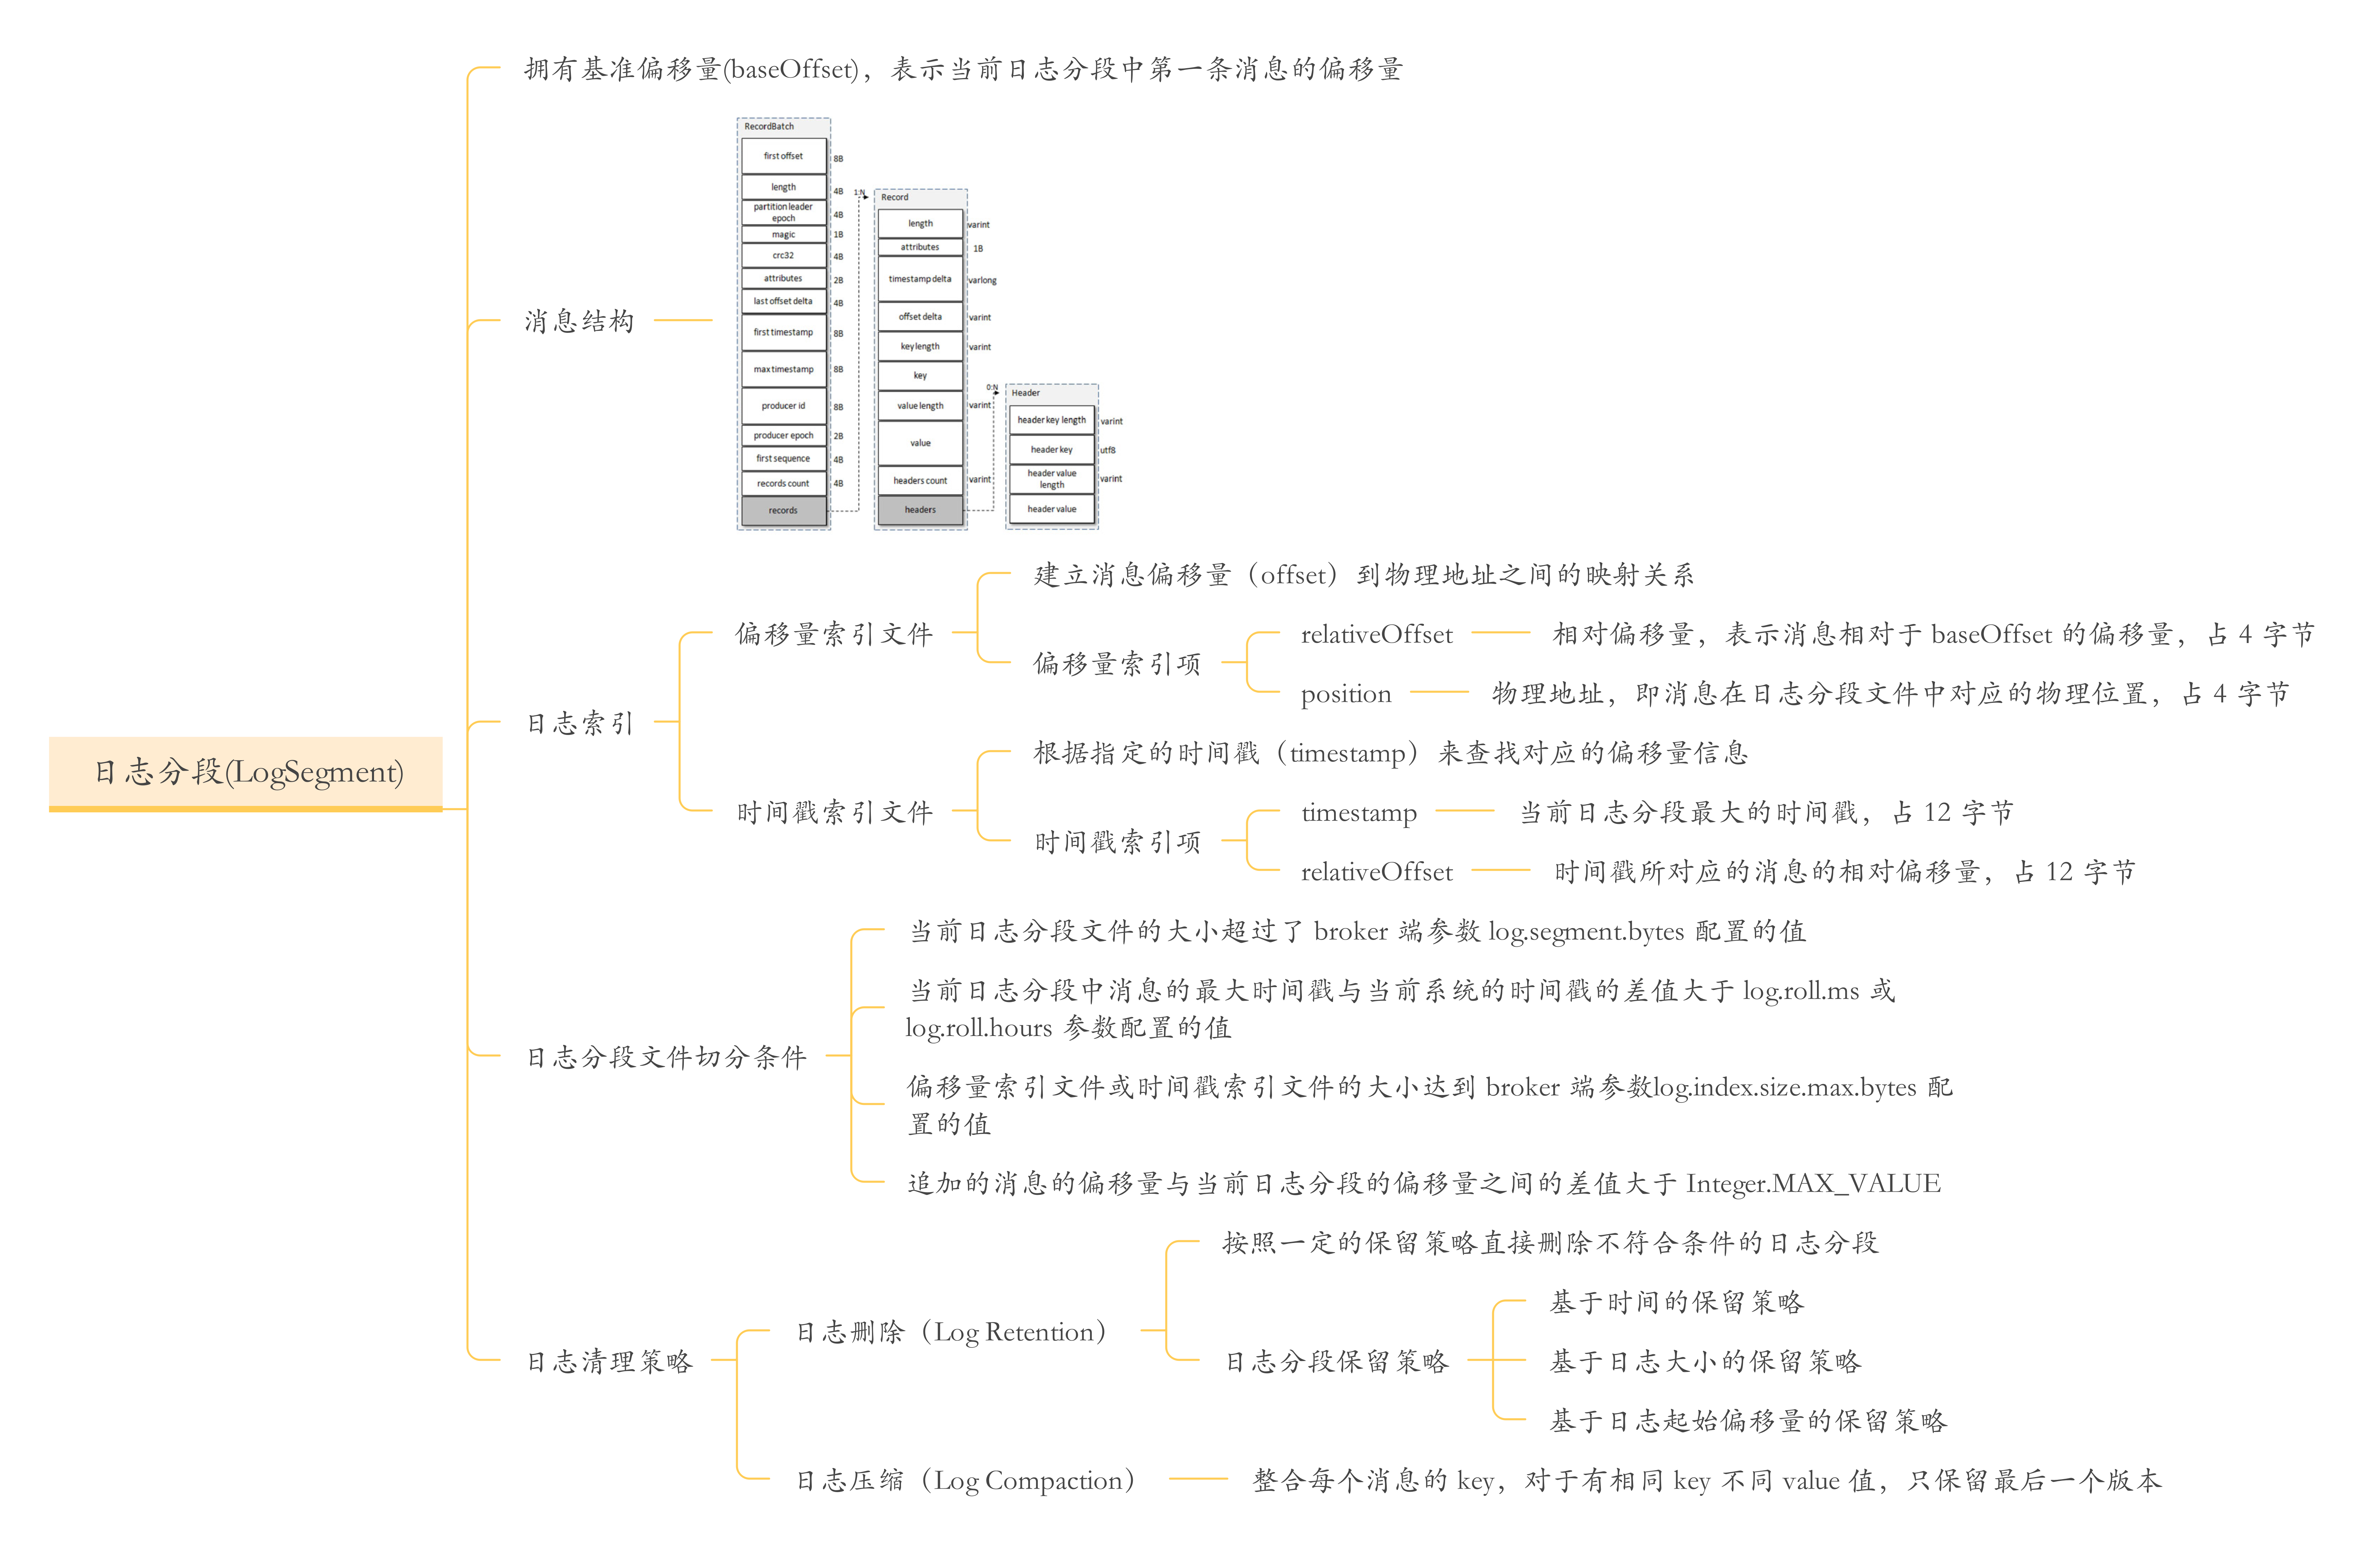 拥有基准偏移量(baseOffset)，表示当前日志分段中第一条消息的偏移量
消息结构
RecordBatch
first offset
8B
length
4B
partition leader
epoch
4B
magic
1B
crc32
4B
attributes
2B
last offset delta
4B
first timestamp
8B
max timestamp
8B
producer id
8B
producer epoch
2B
first sequence
4B
records count
4B
records
1:N
Record
length
varint
attributes
1B
timestamp delta
varlong
offset delta
varint
key length
varint
key
value length
varint
value
headers count
varint
headers
0:N
Header
header key length
varint
header key
utf8
header value
length
varint
header value
日志分段(LogSegment)
日志索引
偏移量索引文件
建立消息偏移量（offset）到物理地址之间的映射关系
偏移量索引项
relativeOffset
相对偏移量，表示消息相对于 baseOffset 的偏移量，占 4 字节
position
物理地址，即消息在日志分段文件中对应的物理位置，占 4 字节
时间戳索引文件
根据指定的时间戳（timestamp）来查找对应的偏移量信息
时间戳索引项
timestamp
当前日志分段最大的时间戳，占 12 字节
relativeOffset
时间戳所对应的消息的相对偏移量，占 12 字节
日志分段文件切分条件
当前日志分段文件的大小超过了 broker 端参数 log.segment.bytes 配置的值
当前日志分段中消息的最大时间戳与当前系统的时间戳的差值大于 log.roll.ms 或
log.roll.hours 参数配置的值
偏移量索引文件或时间戳索引文件的大小达到 broker 端参数log.index.size.max.bytes 配
置的值
追加的消息的偏移量与当前日志分段的偏移量之间的差值大于 Integer.MAX_VALUE
日志清理策略
日志删除（Log Retention）
按照一定的保留策略直接删除不符合条件的日志分段
日志分段保留策略
基于时间的保留策略
基于日志大小的保留策略
基于日志起始偏移量的保留策略
日志压缩（Log Compaction）
整合每个消息的 key，对于有相同 key 不同 value 值，只保留最后一个版本